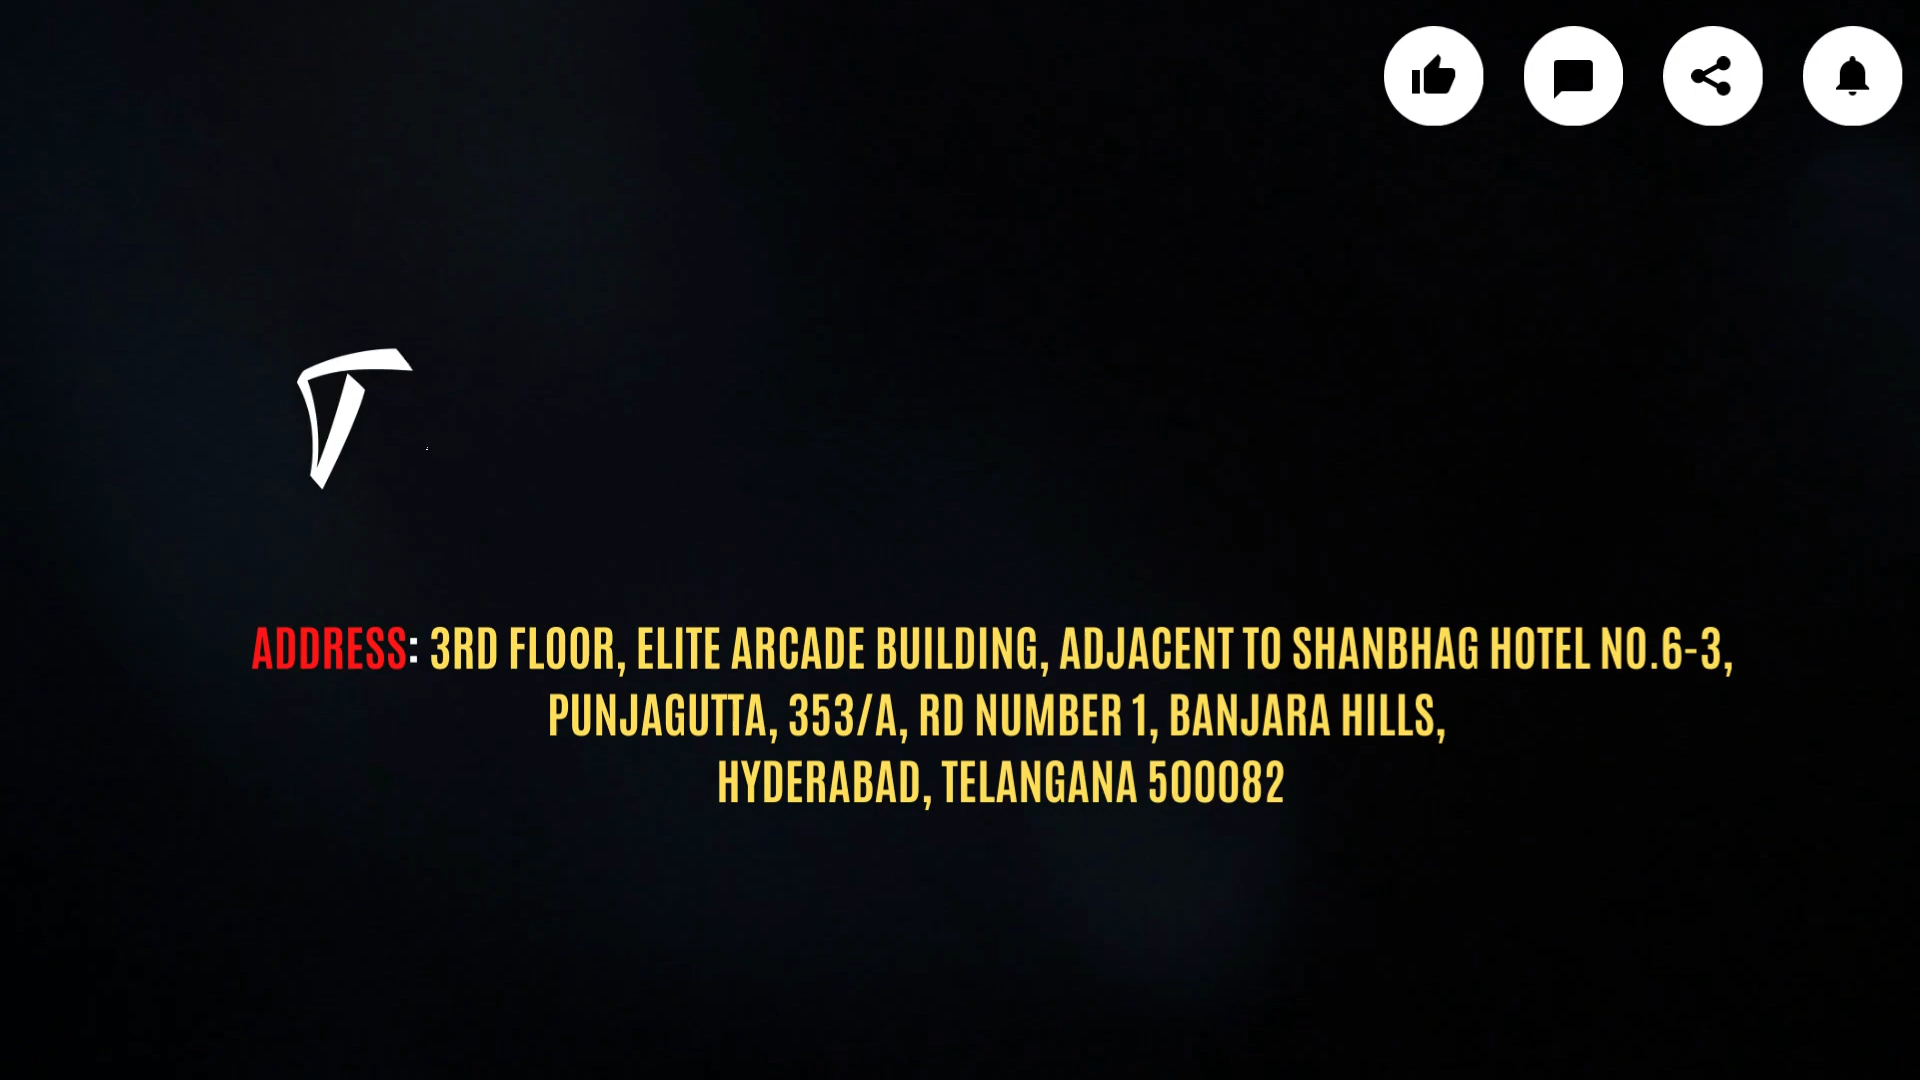 T
ADDRESS: 3RD FLOOR, ELITE ARCADE BUILDING, ADJACENT TO SHANBHAG HOTEL NO.6-3,
PUNJAGUTTA, 353/A, RD NUMBER 1, BANJARA HILLS,
HYDERABAD, TELANGANA 500082